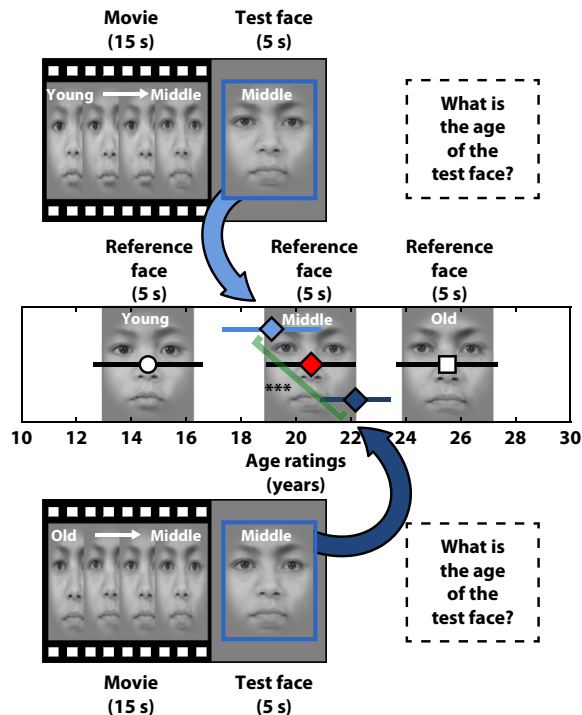 Movie
(15 s)
Test face
(5 s)
Young
Middle
Middle
What is
the age
of the
test face?
Reference
face
(5 s)
Reference
face
(5 s)
Reference
face
(5 s)
Young
Middle
Old
***
10 12 14 16 18 20 22 24 26 28 30
Age ratings
(years)
Old
Middle
Middle
What is
the age
of the
test face?
Movie
(15 s)
Test face
(5 s)